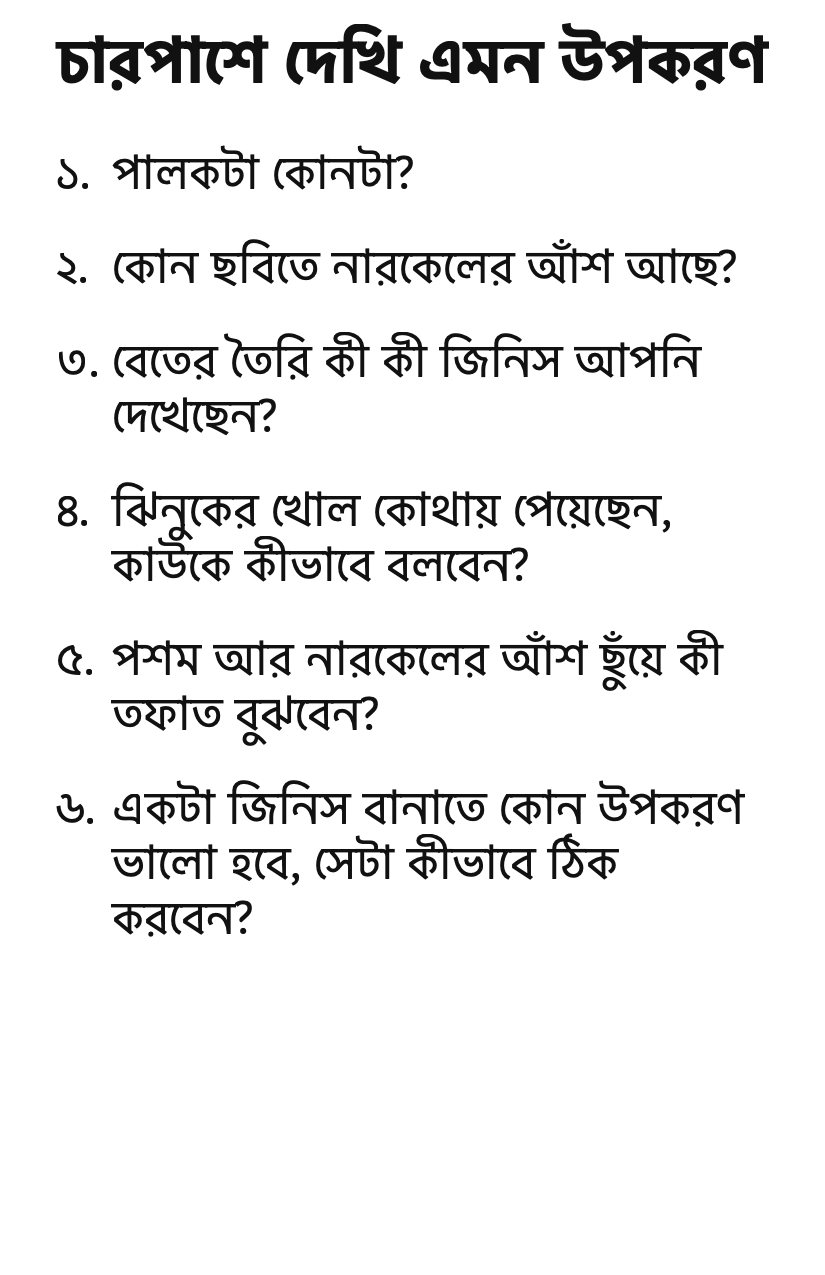 চারপাশে দেখি এমন উপকরণ
১. পালকটা কোনটা?
২. কোন ছবিতে নারকেলের আঁশ আছে?
৩. বেতের তৈরি কী কী জিনিস আপনি
দেখেছেন?
৪. ঝিনুকের খোল কোথায় পেয়েছেন,
কাউকে কীভাবে বলবেন?
৫. পশম আর নারকেলের আঁশ ছুঁয়ে কী
তফাত বুঝবেন?
৬. একটা জিনিস বানাতে কোন উপকরণ
ভালো হবে, সেটা কীভাবে ঠিক
করবেন?